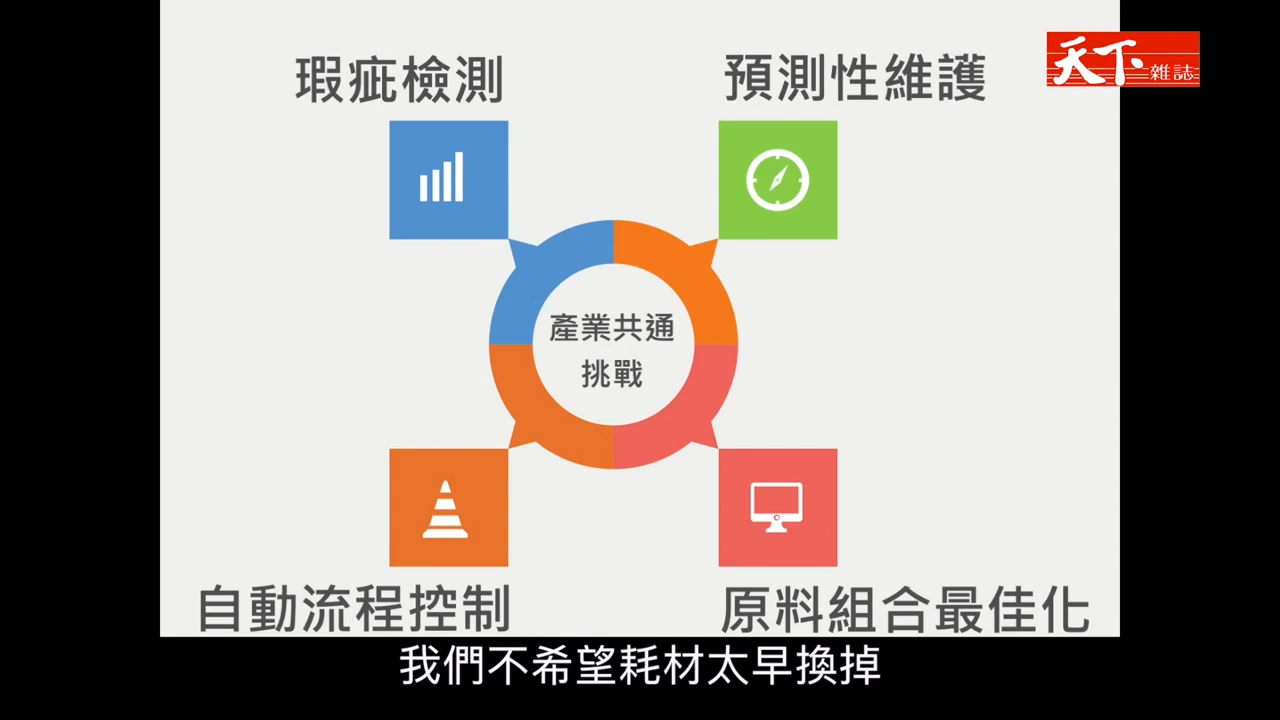 瑕疵檢測
預測性維護
天下雜誌
產業共通
挑戰
自動流程控制
原料組合最佳化
我們不希望耗材太早換掉